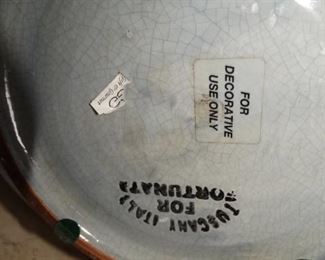 FOR
DECORATIVE
USE ONLY
TUSCANY ITALY
FOR
FORTUNATA